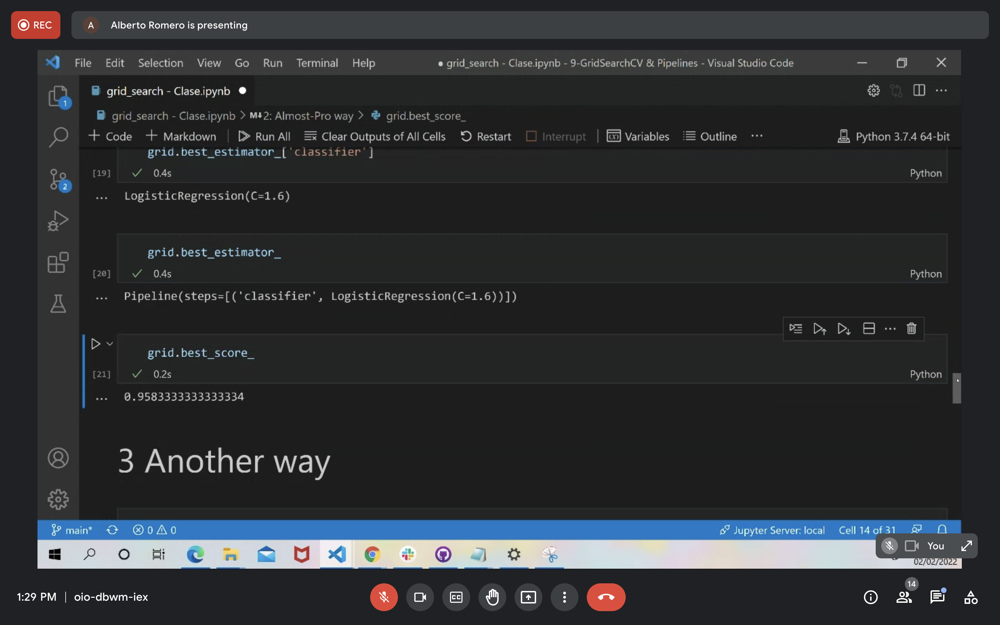 REC
A
Alberto Romero is presenting
File Edit Selection View Go Run Terminal Help
● grid_search - Clase.ipynb - 9-GridSearchCV & Pipelines - Visual Studio Code
grid_search - Clase.ipynb ●
1
grid_search - Clase.ipynb > M↓2: Almost-Pro way > grid.best_score_
+ Code + Markdown | Run All Clear Outputs of All Cells Restart Interrupt | Variables Outline ··· Python 3.7.4 64-bit
grid.best_estimator_['classifier']
[19] ✓ 0.4s Python
2
... LogisticRegression(C=1.6)
grid.best_estimator_
[20] ✓ 0.4s Python
... Pipeline(steps=[('classifier', LogisticRegression(C=1.6))])
grid.best_score_
[21] ✓ 0.2s Python
... 0.9583333333333334
3 Another way
main* 0 0 Jupyter Server: local Cell 14 of 31
You
02/02/2022
14
1:29 PM | oio-dbwm-iex